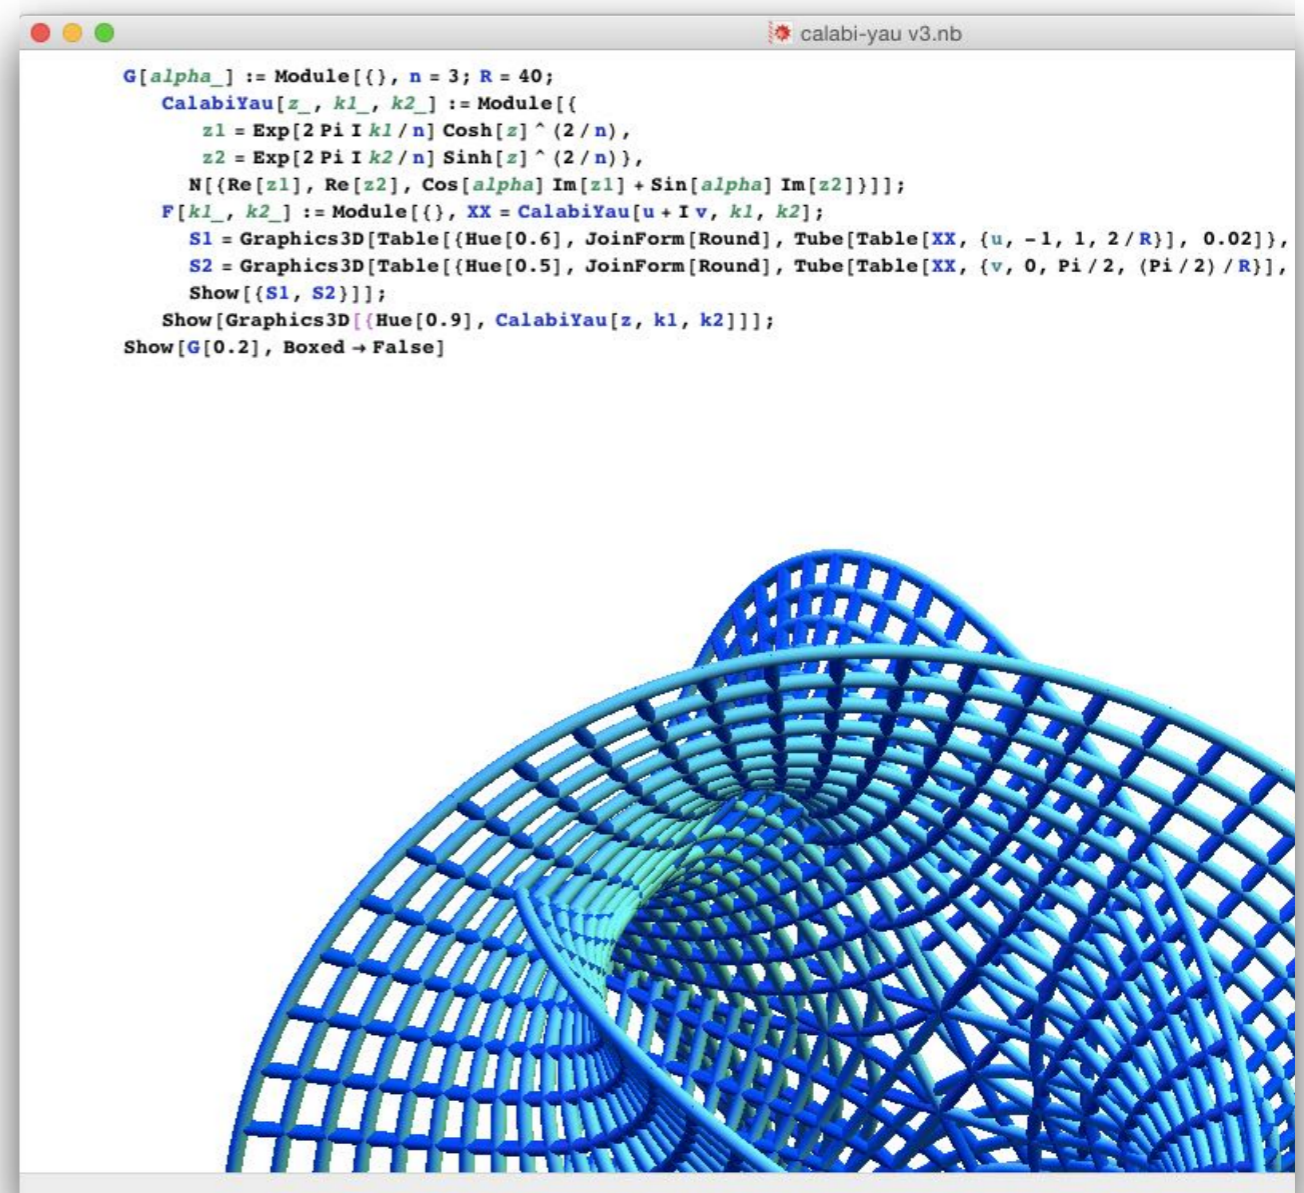 calabi-yau v3.nb
G[alpha_] := Module[{}, n = 3; R = 40;
CalabiYau[z_, k1_, k2_] := Module[{
z1 = Exp[2 Pi I k1 / n] Cosh[z] ^ (2 / n),
z2 = Exp[2 Pi I k2 / n] Sinh[z] ^ (2 / n)},
N[{Re[z1], Re[z2], Cos[alpha] Im[z1] + Sin[alpha] Im[z2]}]];
F[k1_, k2_] := Module[{}, XX = CalabiYau[u + I v, k1, k2];
S1 = Graphics3D[Table[{Hue[0.6], JoinForm[Round], Tube[Table[XX, {u, -1, 1, 2 / R}], 0.02]},
S2 = Graphics3D[Table[{Hue[0.5], JoinForm[Round], Tube[Table[XX, {v, 0, Pi / 2, (Pi / 2) / R}],
Show[{S1, S2}]];
Show[Graphics3D[{Hue[0.9], CalabiYau[z, k1, k2]]];
Show[G[0.2], Boxed → False]